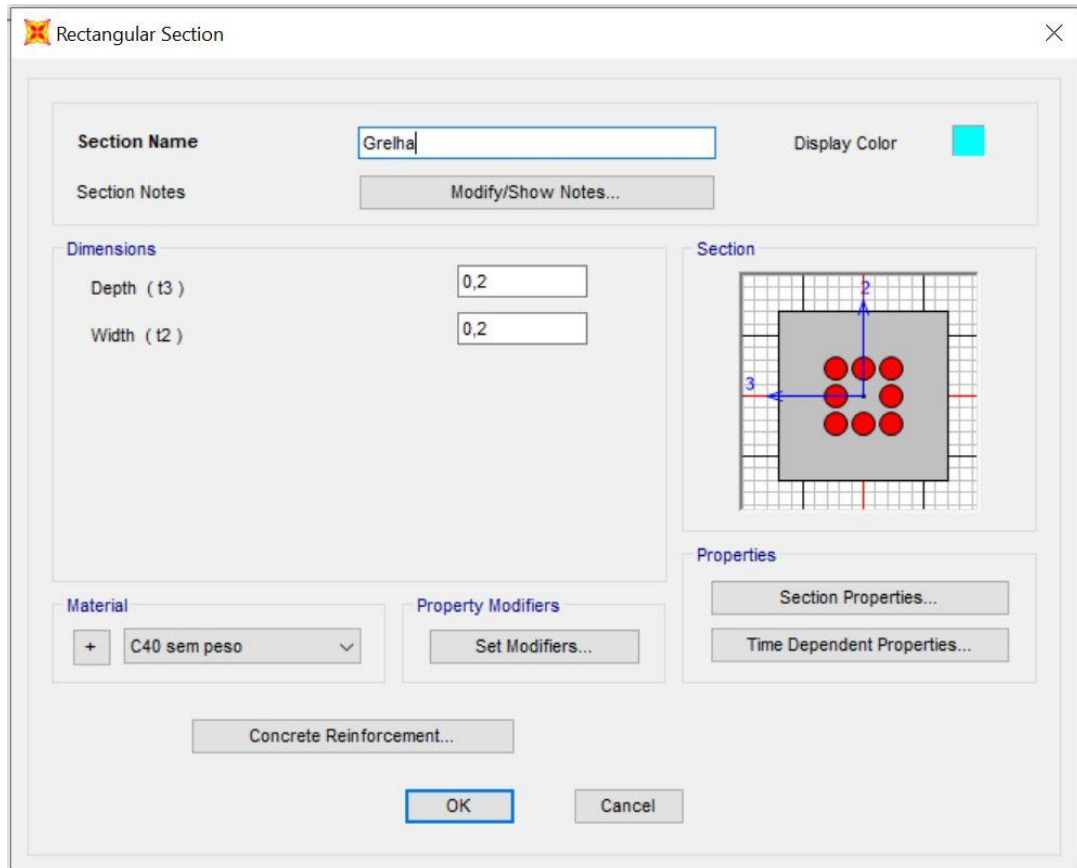 Rectangular Section
Section Name
Grelha
Display Color
Section Notes
Modify/Show Notes...
Dimensions
Depth ( t3 )
0,2
Width ( t2 )
0,2
Section
2
3
Properties
Section Properties...
Time Dependent Properties...
Material
+
C40 sem peso
Property Modifiers
Set Modifiers...
Concrete Reinforcement...
OK
Cancel